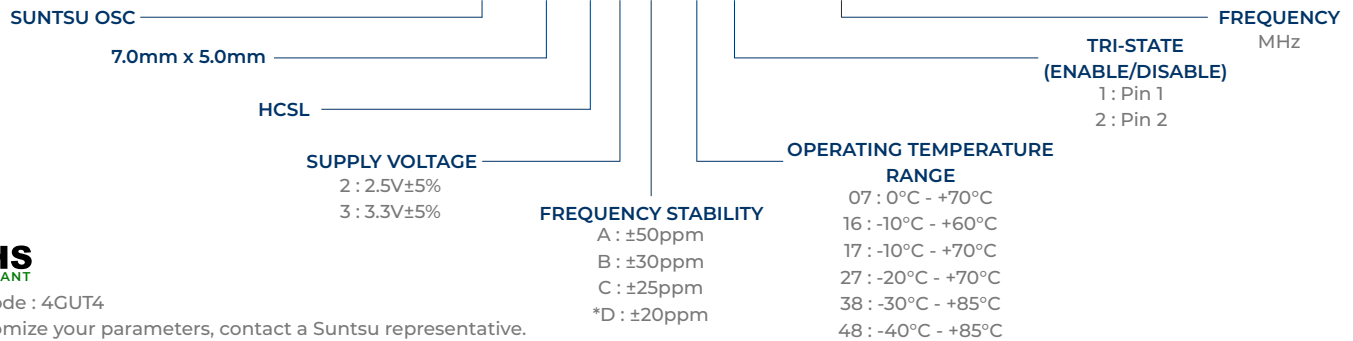 SUNTSU OSC
7.0mm x 5.0mm
HCSL
SUPPLY VOLTAGE
2 : 2.5V±5%
3 : 3.3V±5%
FREQUENCY STABILITY
A : ±50ppm
B : ±30ppm
C : ±25ppm
*D : ±20ppm
OPERATING TEMPERATURE
RANGE
07 : 0°C - +70°C
16 : -10°C - +60°C
17 : -10°C - +70°C
27 : -20°C - +70°C
38 : -30°C - +85°C
48 : -40°C - +85°C
TRI-STATE
(ENABLE/DISABLE)
1 : Pin 1
2 : Pin 2
FREQUENCY
MHz
HS
ANT
ode : 4GUT4
omize your parameters, contact a Suntsu representative.